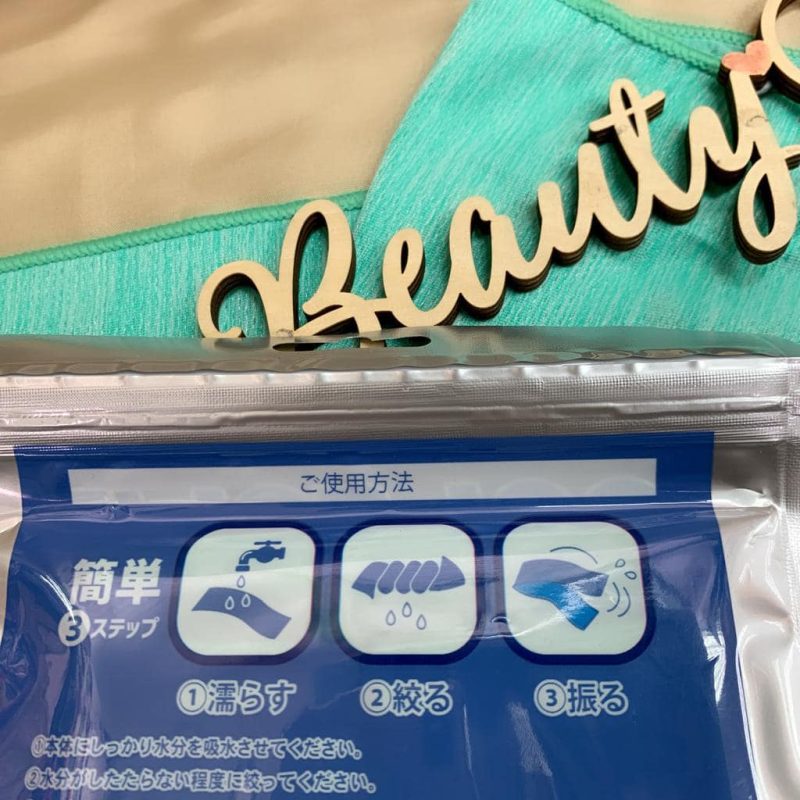 Beauty
ご使用方法
簡単
③ステップ
①濡らす
②絞る
③振る
①本体にしっかり水分を吸水させてください。
②水分がしたたらない程度に絞ってください。